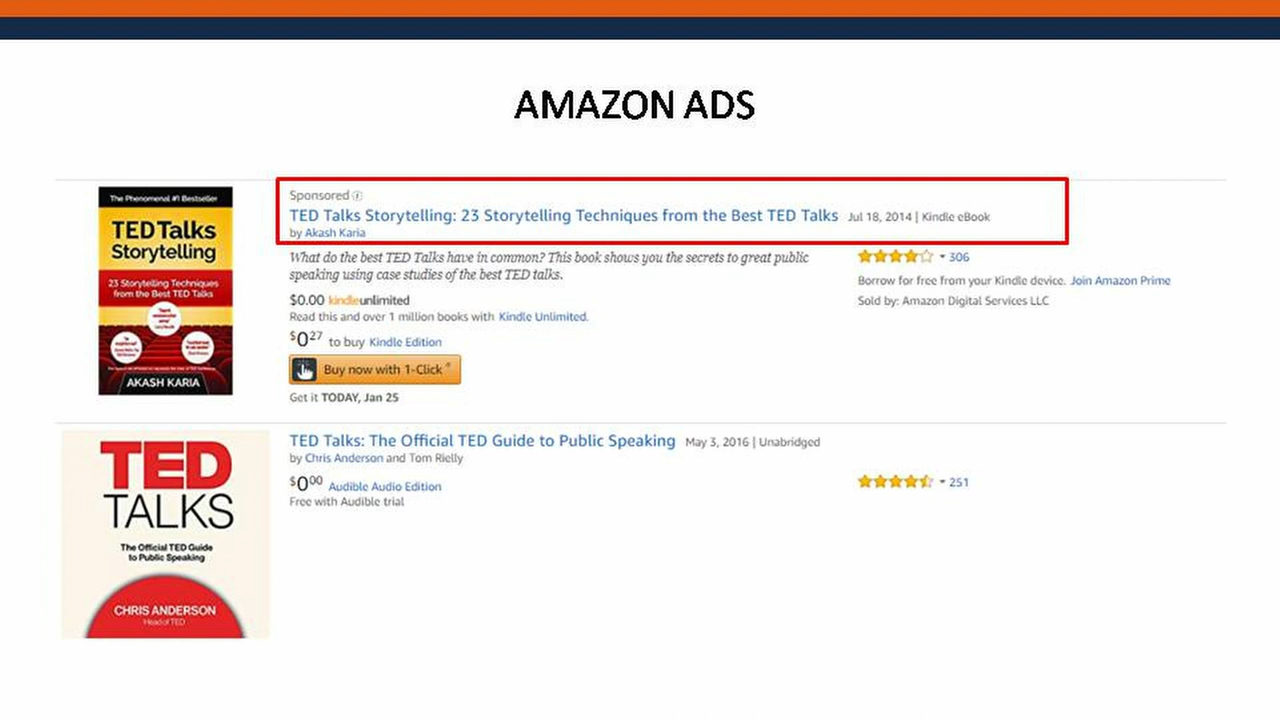 AMAZON ADS
The Phenomenal #1 Bestseller
TED Talks
Storytelling
23 Storytelling Techniques
from the Best TED Talks
AKASH KARIA
Sponsored
TED Talks Storytelling: 23 Storytelling Techniques from the Best TED Talks Jul 18, 2014 | Kindle eBook
by Akash Karia
What do the best TED Talks have in common? This book shows you the secrets to great public
speaking using case studies of the best TED talks.
$0.00 kindleunlimited
Read this and over 1 million books with Kindle Unlimited.
$0.27 to buy Kindle Edition
Buy now with 1-Click ®
Get it TODAY, Jan 25
306
Borrow for free from your Kindle device. Join Amazon Prime
Sold by: Amazon Digital Services LLC
TED
TALKS
The Official TED Guide
to Public Speaking
CHRIS ANDERSON
Head of TED
TED Talks: The Official TED Guide to Public Speaking May 3, 2016 | Unabridged
by Chris Anderson and Tom Rielly
$0.00 Audible Audio Edition
Free with Audible trial
251